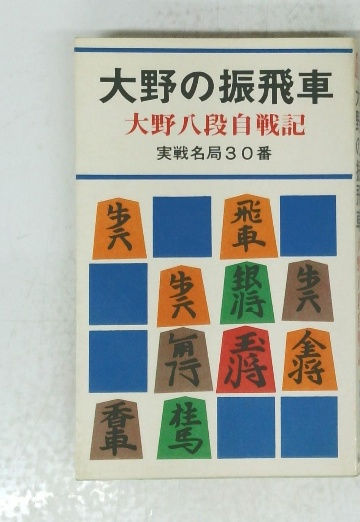 大野の振飛車
大野八段自戦記
実戦名局30番
歩兵 飛車
歩兵 銀将 歩兵
角行 玉将 金将
香車 桂馬